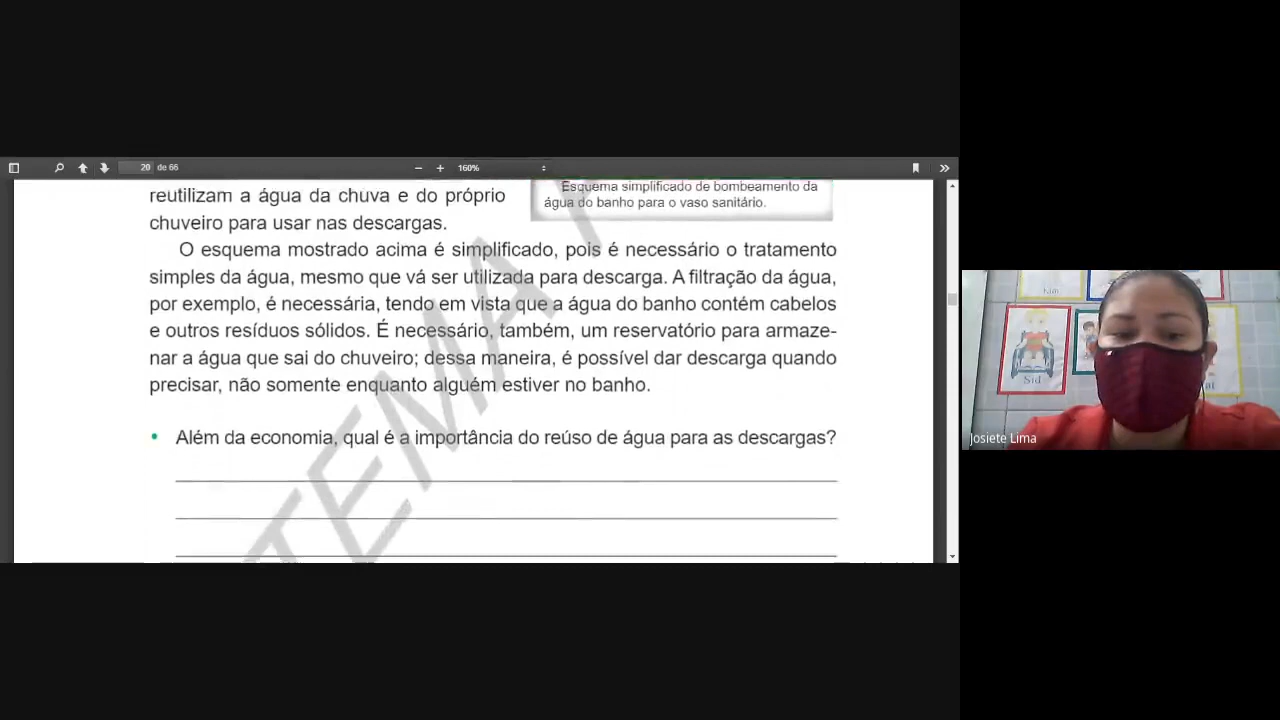 20 de 66
160%
reutilizam a água da chuva e do próprio
chuveiro para usar nas descargas.
Esquema simplificado de bombeamento da
água do banho para o vaso sanitário.
O esquema mostrado acima é simplificado, pois é necessário o tratamento
simples da água, mesmo que vá ser utilizada para descarga. A filtração da água,
por exemplo, é necessária, tendo em vista que a água do banho contém cabelos
e outros resíduos sólidos. É necessário, também, um reservatório para armaze-
nar a água que sai do chuveiro; dessa maneira, é possível dar descarga quando
precisar, não somente enquanto alguém estiver no banho.
• Além da economia, qual é a importância do reúso de água para as descargas?
TEMA
Sid
Josiete Lima